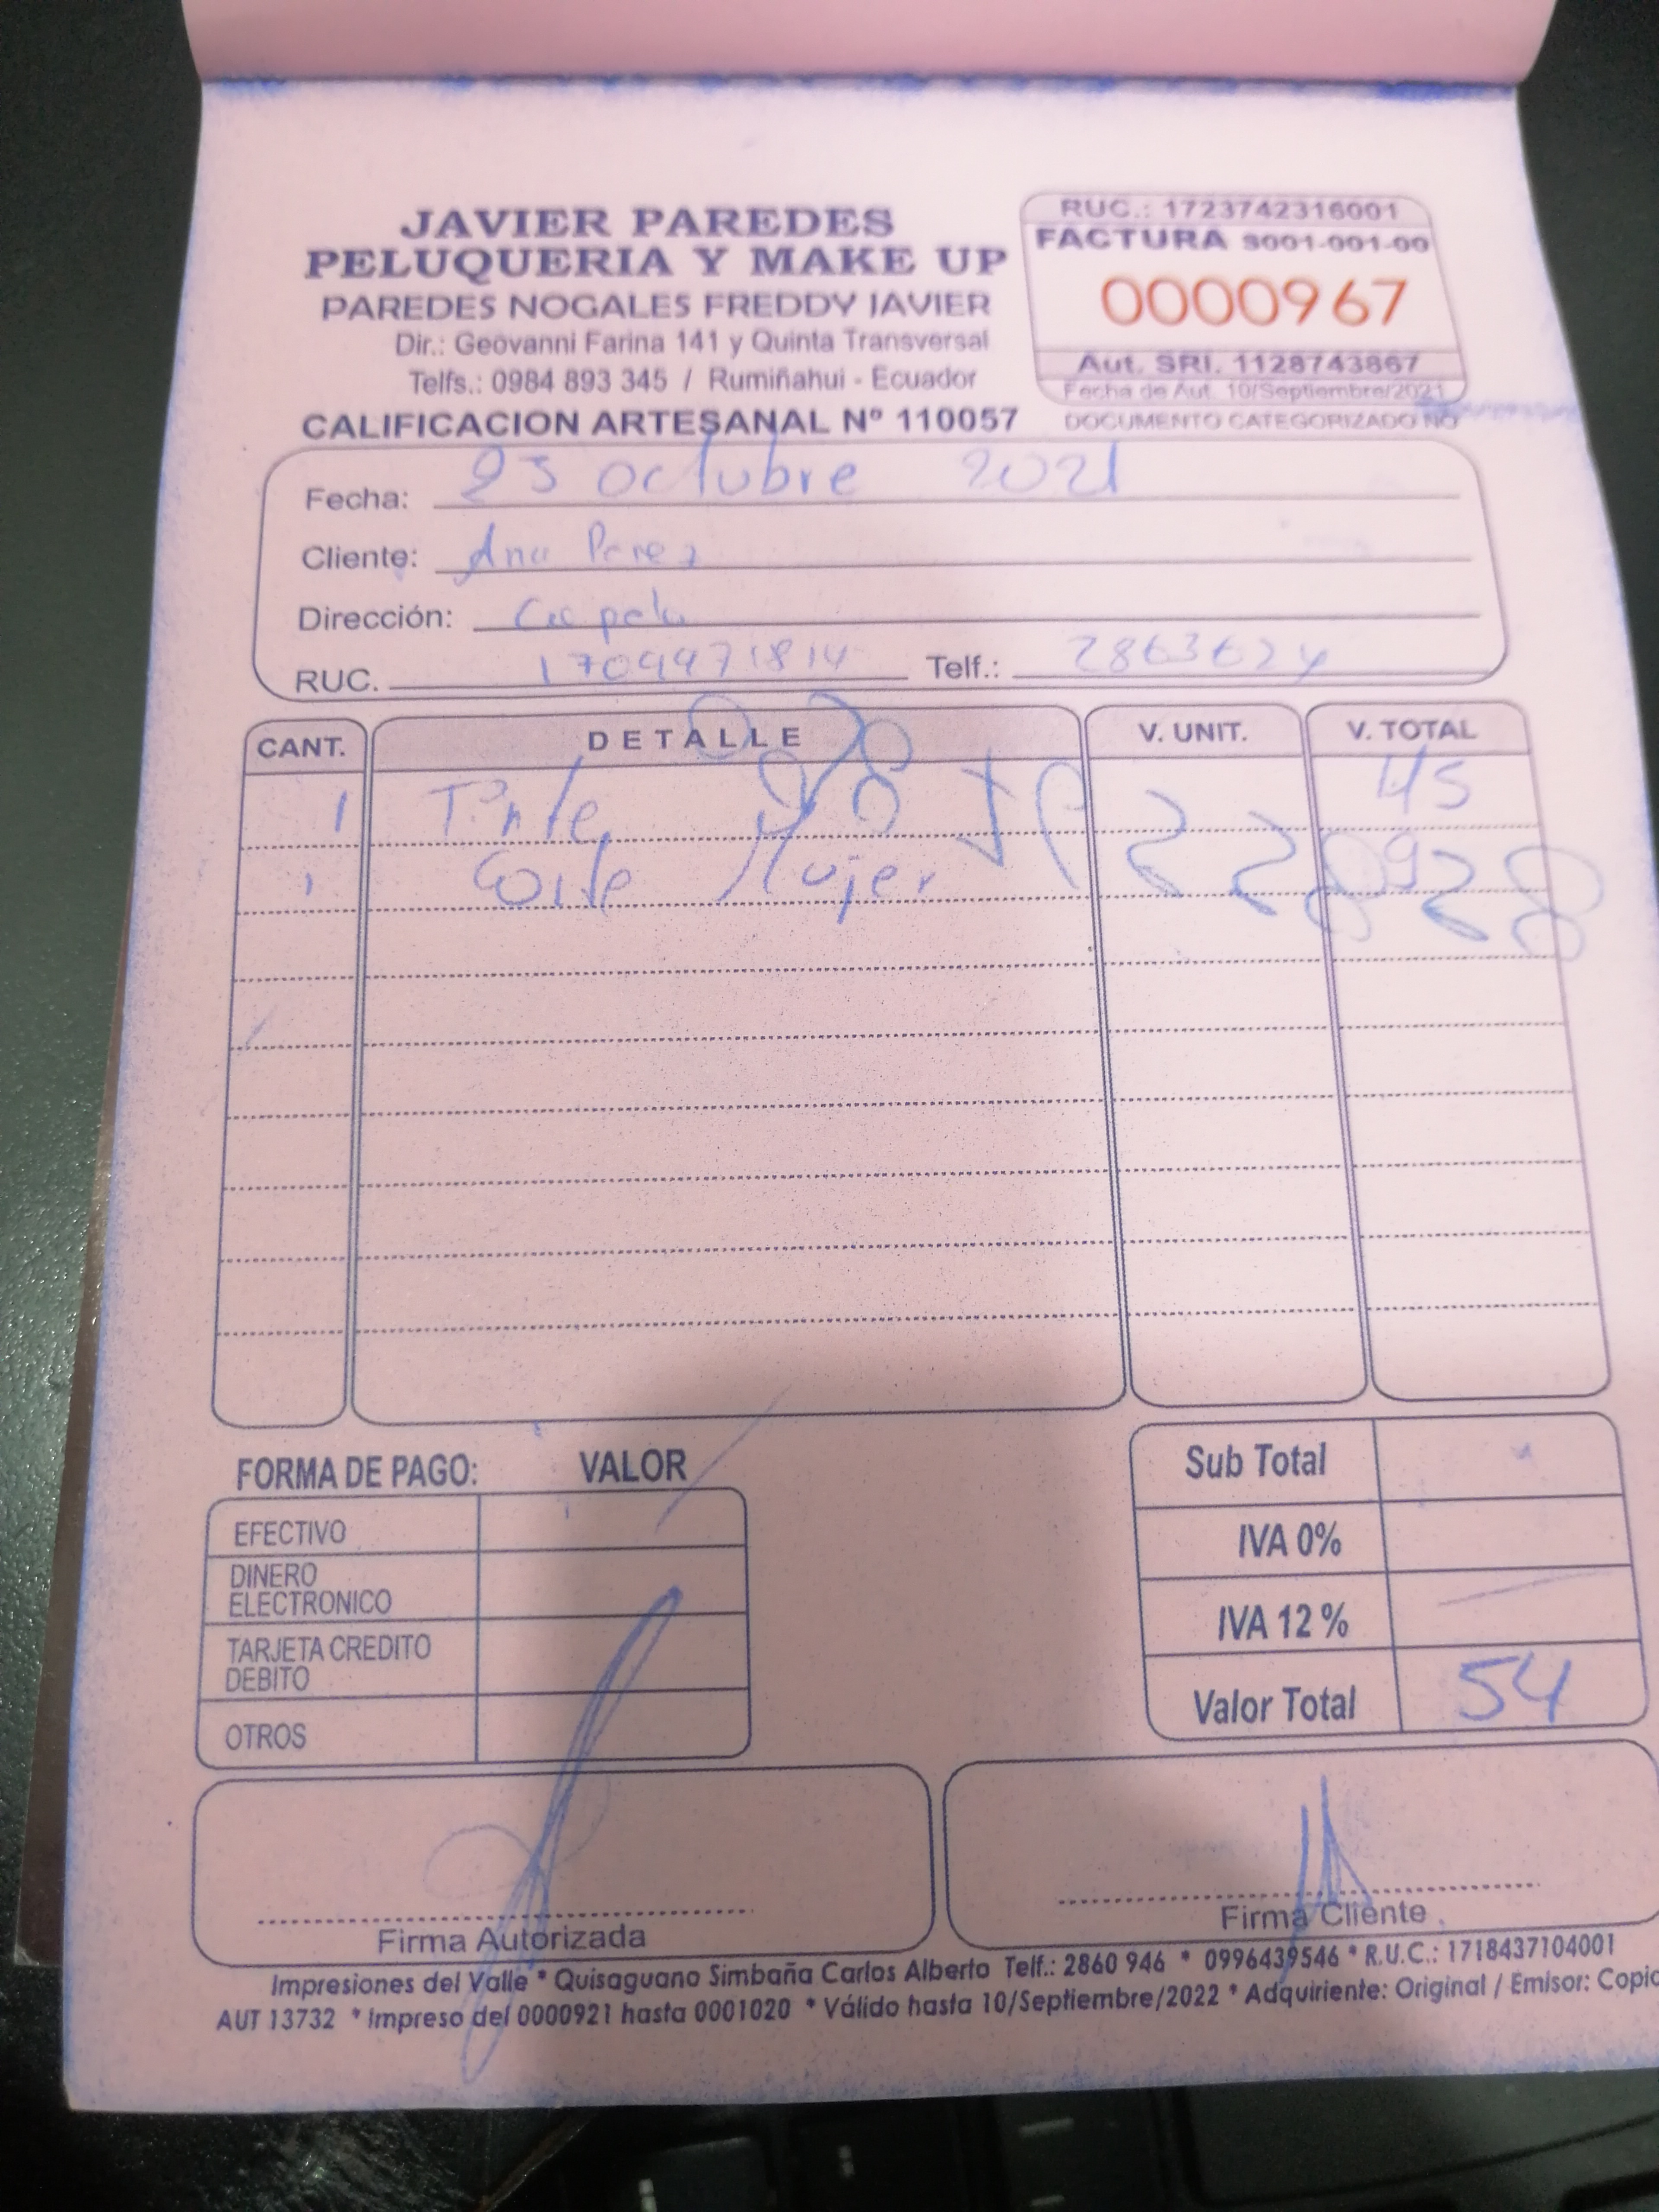 JAVIER PAREDES
PELUQUERIA Y MAKE UP
PAREDES NOGALES FREDDY JAVIER
Dir.: Geovanni Farina 141 y Quinta Transversal
Telfs.: 0984 893 345 / Rumiñahui - Ecuador
CALIFICACION ARTESANAL Nº 110057
RUC.: 1723742316001
FACTURA S001-001-00
0000967
Aut. SRI. 1128743867
Fecha de Aut. 10/Septiembre/2021
DOCUMENTO CATEGORIZADO NO
Fecha: 23 octubre 2021
Cliente: Ana Perez
Dirección:
RUC. 1704971814 Telf.: 2863624
CANT. DETALLE V. UNIT. V. TOTAL
1 Tinte 45
1 Corte Mujer 9
FORMA DE PAGO: VALOR
EFECTIVO
DINERO ELECTRONICO
TARJETA CREDITO DEBITO
OTROS
Sub Total
IVA 0%
IVA 12%
Valor Total 54
Firma Autorizada
Firma Cliente
Impresiones del Valle * Quisaguano Simbaña Carlos Alberto Telf.: 2860 946 * 0996439546 * R.U.C.: 1718437104001
AUT 13732 * Impreso del 0000921 hasta 0001020 * Válido hasta 10/Septiembre/2022 * Adquiriente: Original / Emisor: Copia